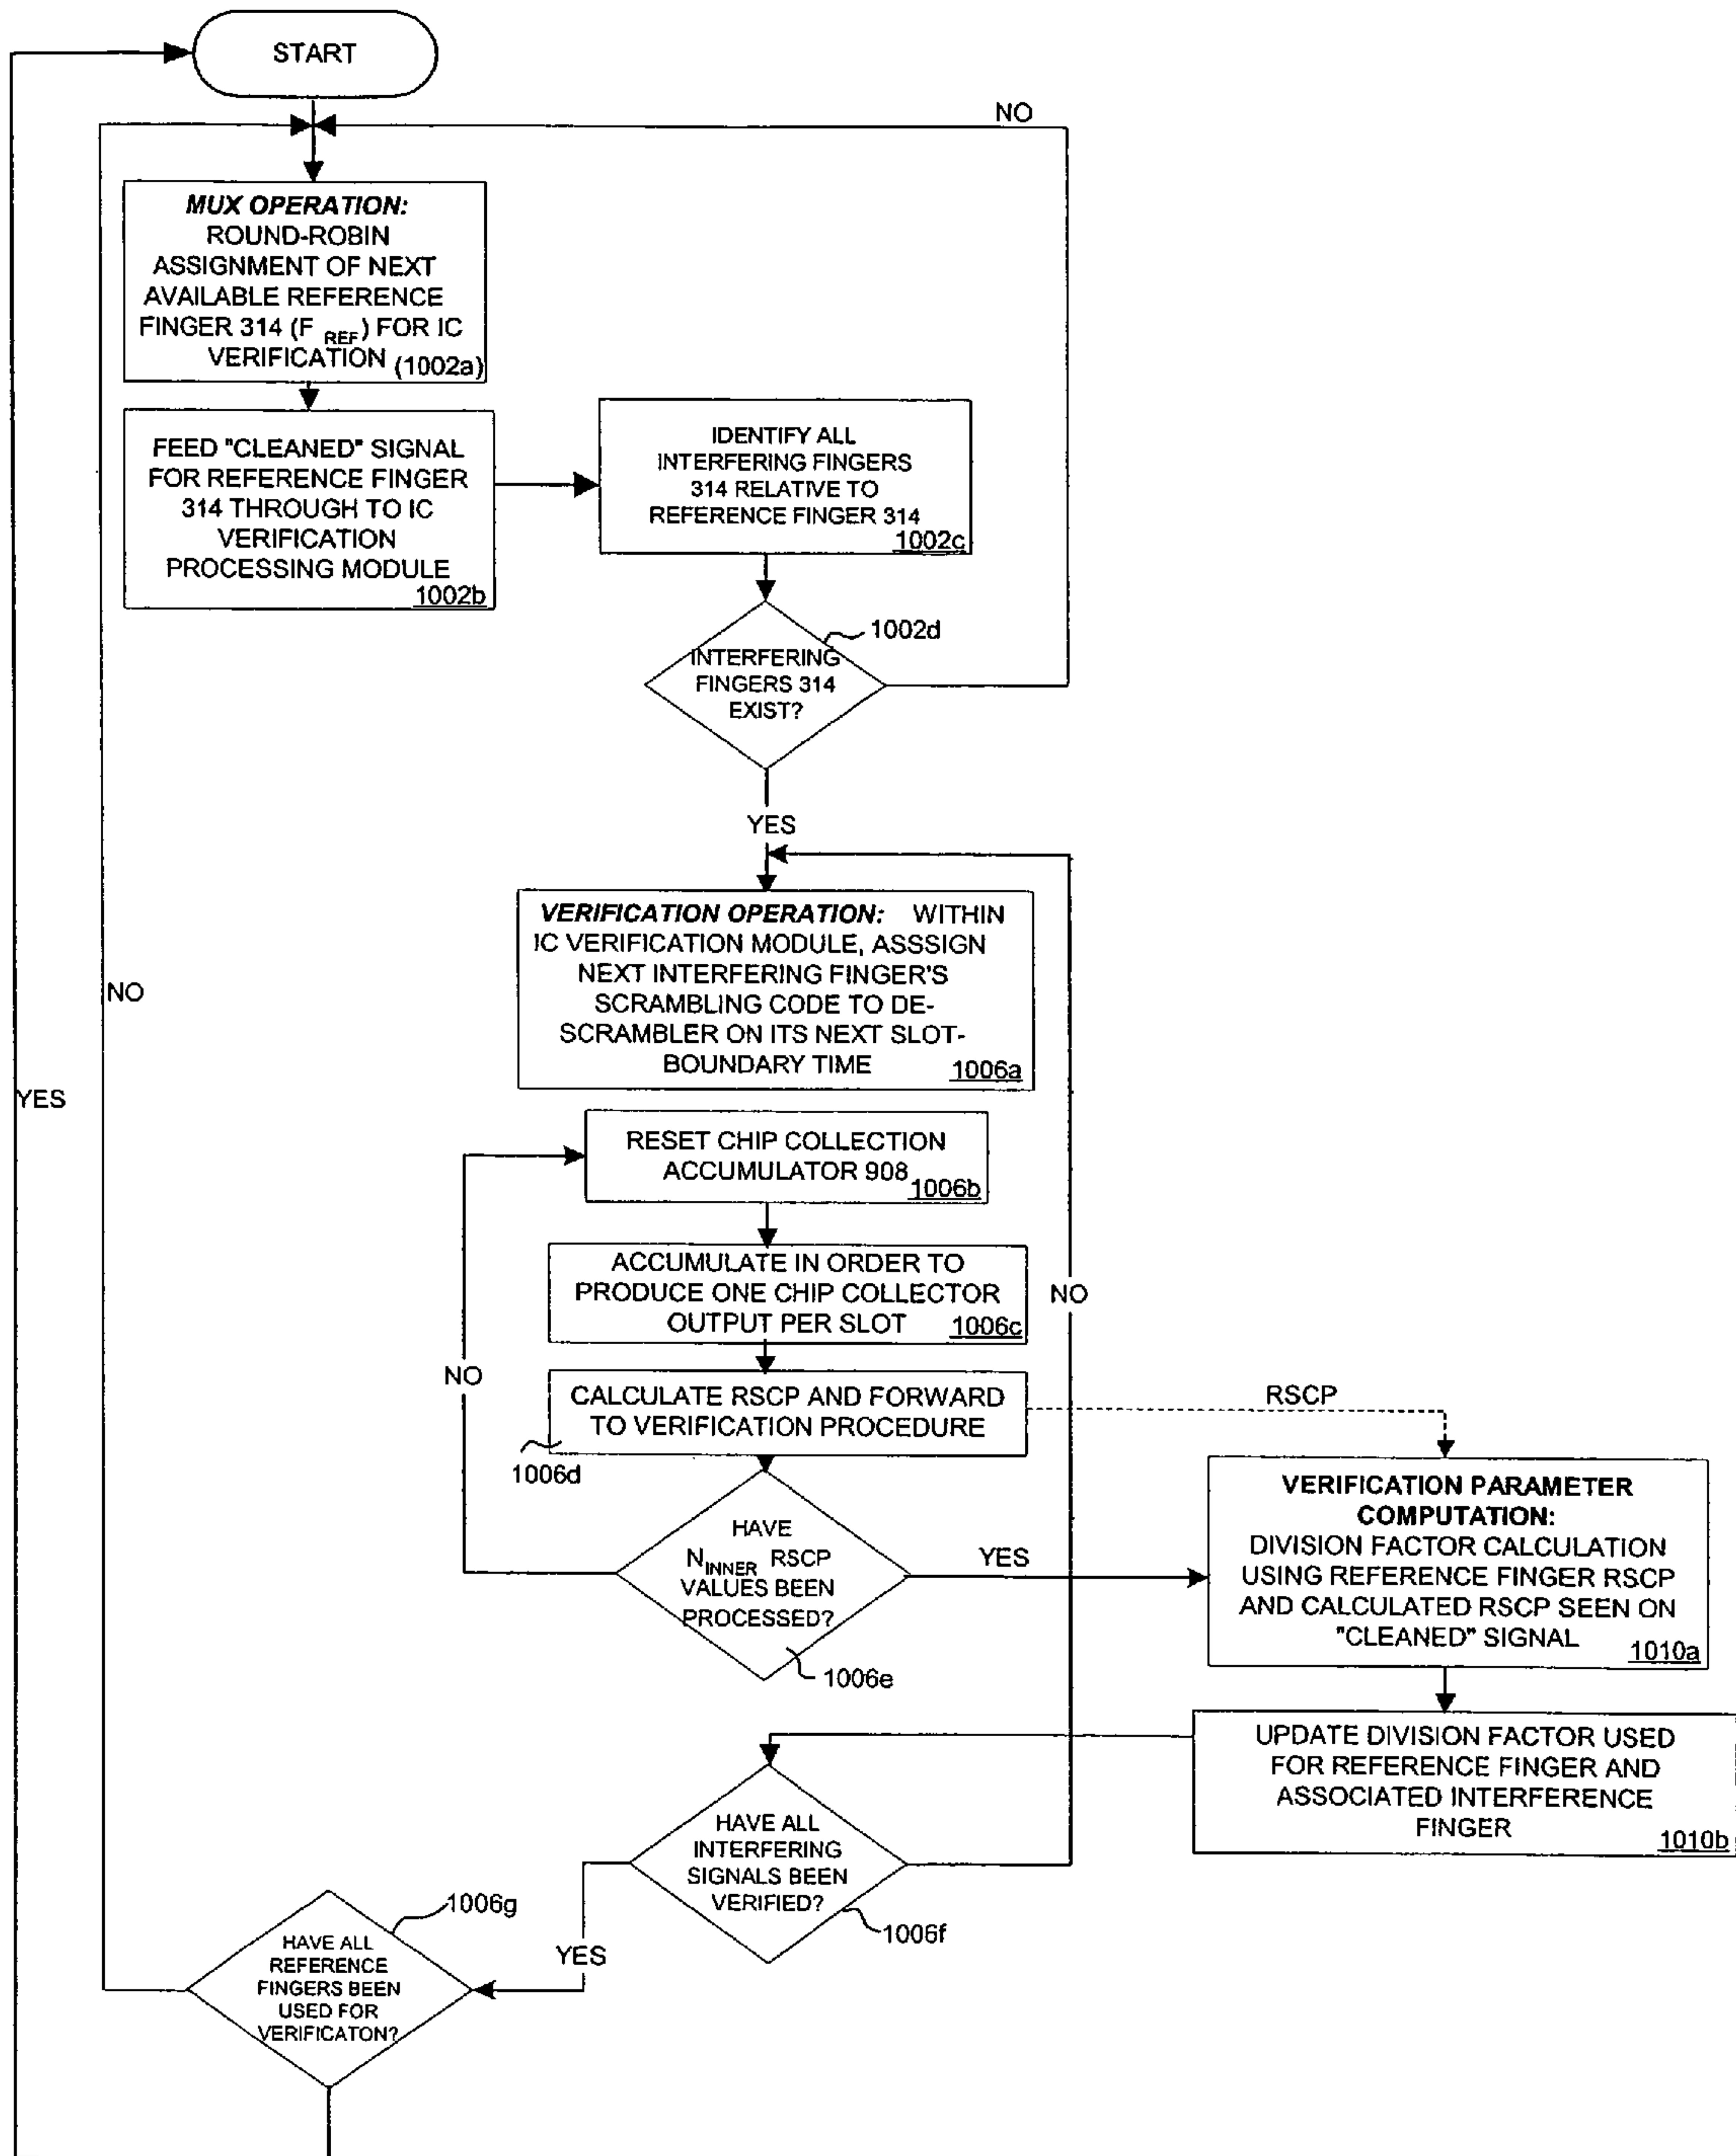 START
NO
MUX OPERATION:
ROUND-ROBIN
ASSIGNMENT OF NEXT
AVAILABLE REFERENCE
FINGER 314 (F REF) FOR IC
VERIFICATION (1002a)
FEED "CLEANED" SIGNAL
FOR REFERENCE FINGER
314 THROUGH TO IC
VERIFICATION
PROCESSING MODULE
1002b
IDENTIFY ALL
INTERFERING FINGERS
314 RELATIVE TO
REFERENCE FINGER 314
1002c
1002d
INTERFERING
FINGERS 314
EXIST?
YES
VERIFICATION OPERATION: WITHIN
IC VERIFICATION MODULE, ASSSIGN
NEXT INTERFERING FINGER'S
SCRAMBLING CODE TO DE-
SCRAMBLER ON ITS NEXT SLOT-
BOUNDARY TIME 1006a
NO
YES
RESET CHIP COLLECTION
ACCUMULATOR 908
1006b
ACCUMULATE IN ORDER TO
PRODUCE ONE CHIP COLLECTOR
OUTPUT PER SLOT 1006c
NO
NO
CALCULATE RSCP AND FORWARD
TO VERIFICATION PROCEDURE
1006d
RSCP
HAVE
NINNER RSCP
VALUES BEEN
PROCESSED?
1006e
YES
VERIFICATION PARAMETER
COMPUTATION:
DIVISION FACTOR CALCULATION
USING REFERENCE FINGER RSCP
AND CALCULATED RSCP SEEN ON
"CLEANED" SIGNAL
1010a
UPDATE DIVISION FACTOR USED
FOR REFERENCE FINGER AND
ASSOCIATED INTERFERENCE
FINGER
1010b
HAVE ALL
INTERFERING
SIGNALS BEEN
VERIFIED?
1006f
YES
1006g
HAVE ALL
REFERENCE
FINGERS BEEN
USED FOR
VERIFICATON?